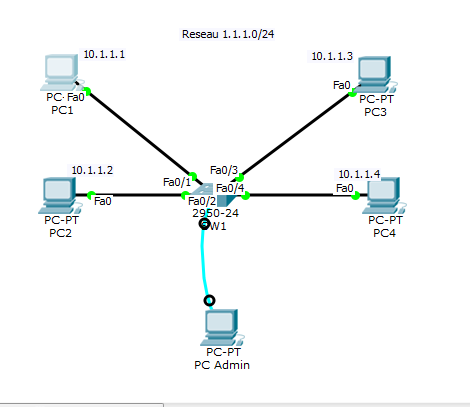 Reseau 1.1.1.0/24
10.1.1.1
PC-Fa0
PC1
10.1.1.3
Fa0
PC-PT
PC3
10.1.1.2
PC-PT
Fa0
PC2
Fa0/1
Fa0/3
Fa0/2
Fa0/4
2950-24
SW1
10.1.1.4
Fa0
PC-PT
PC4
PC-PT
PC Admin